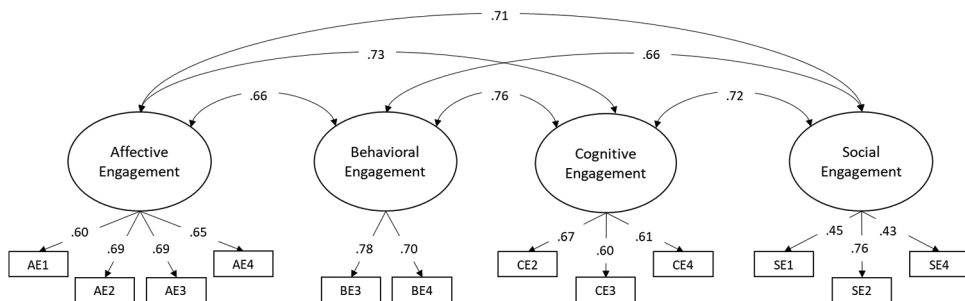 .71
.73
.66
.66
.76
.72
Affective
Engagement
Behavioral
Engagement
Cognitive
Engagement
Social
Engagement
.60
.69
.69
.65
.78
.70
.67
.60
.61
.45
.76
.43
AE1
AE2
AE3
AE4
BE3
BE4
CE2
CE3
CE4
SE1
SE2
SE4